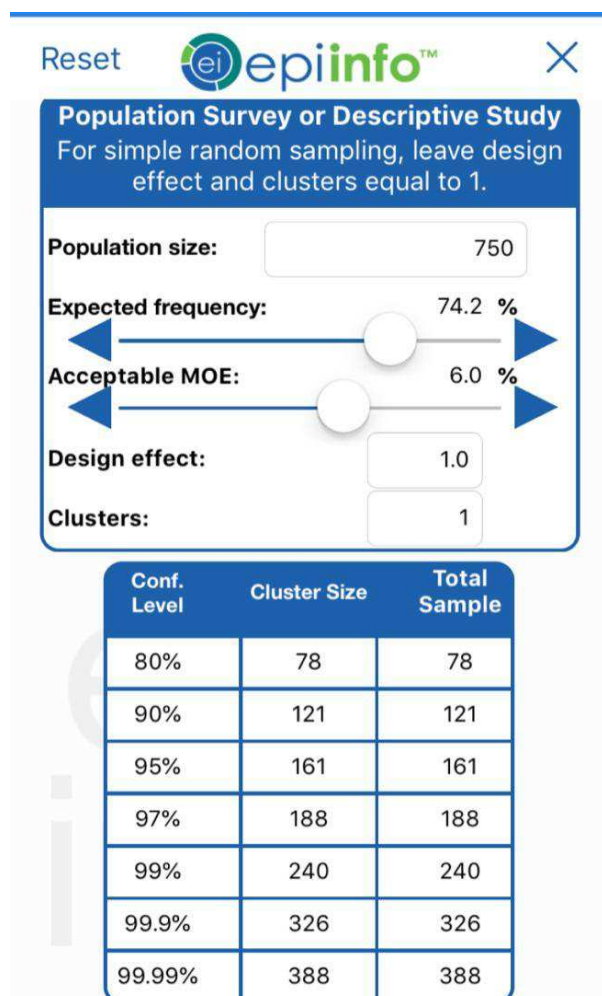 Reset
ei epiinfo™
Population Survey or Descriptive Study
For simple random sampling, leave design
effect and clusters equal to 1.
Population size: 750
Expected frequency: 74.2 %
Acceptable MOE: 6.0 %
Design effect: 1.0
Clusters: 1
Conf. Level Cluster Size Total Sample
80% 78 78
90% 121 121
95% 161 161
97% 188 188
99% 240 240
99.9% 326 326
99.99% 388 388